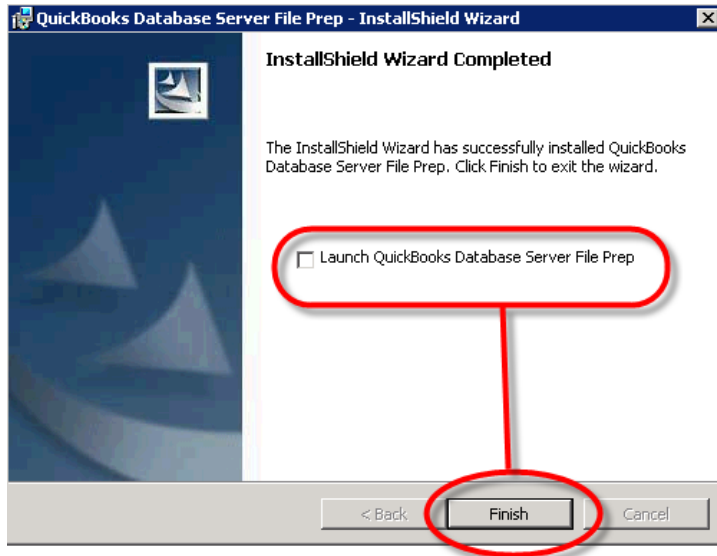 QuickBooks Database Server File Prep - InstallShield Wizard
InstallShield Wizard Completed
The InstallShield Wizard has successfully installed QuickBooks
Database Server File Prep. Click Finish to exit the wizard.
Launch QuickBooks Database Server File Prep
< Back Finish Cancel